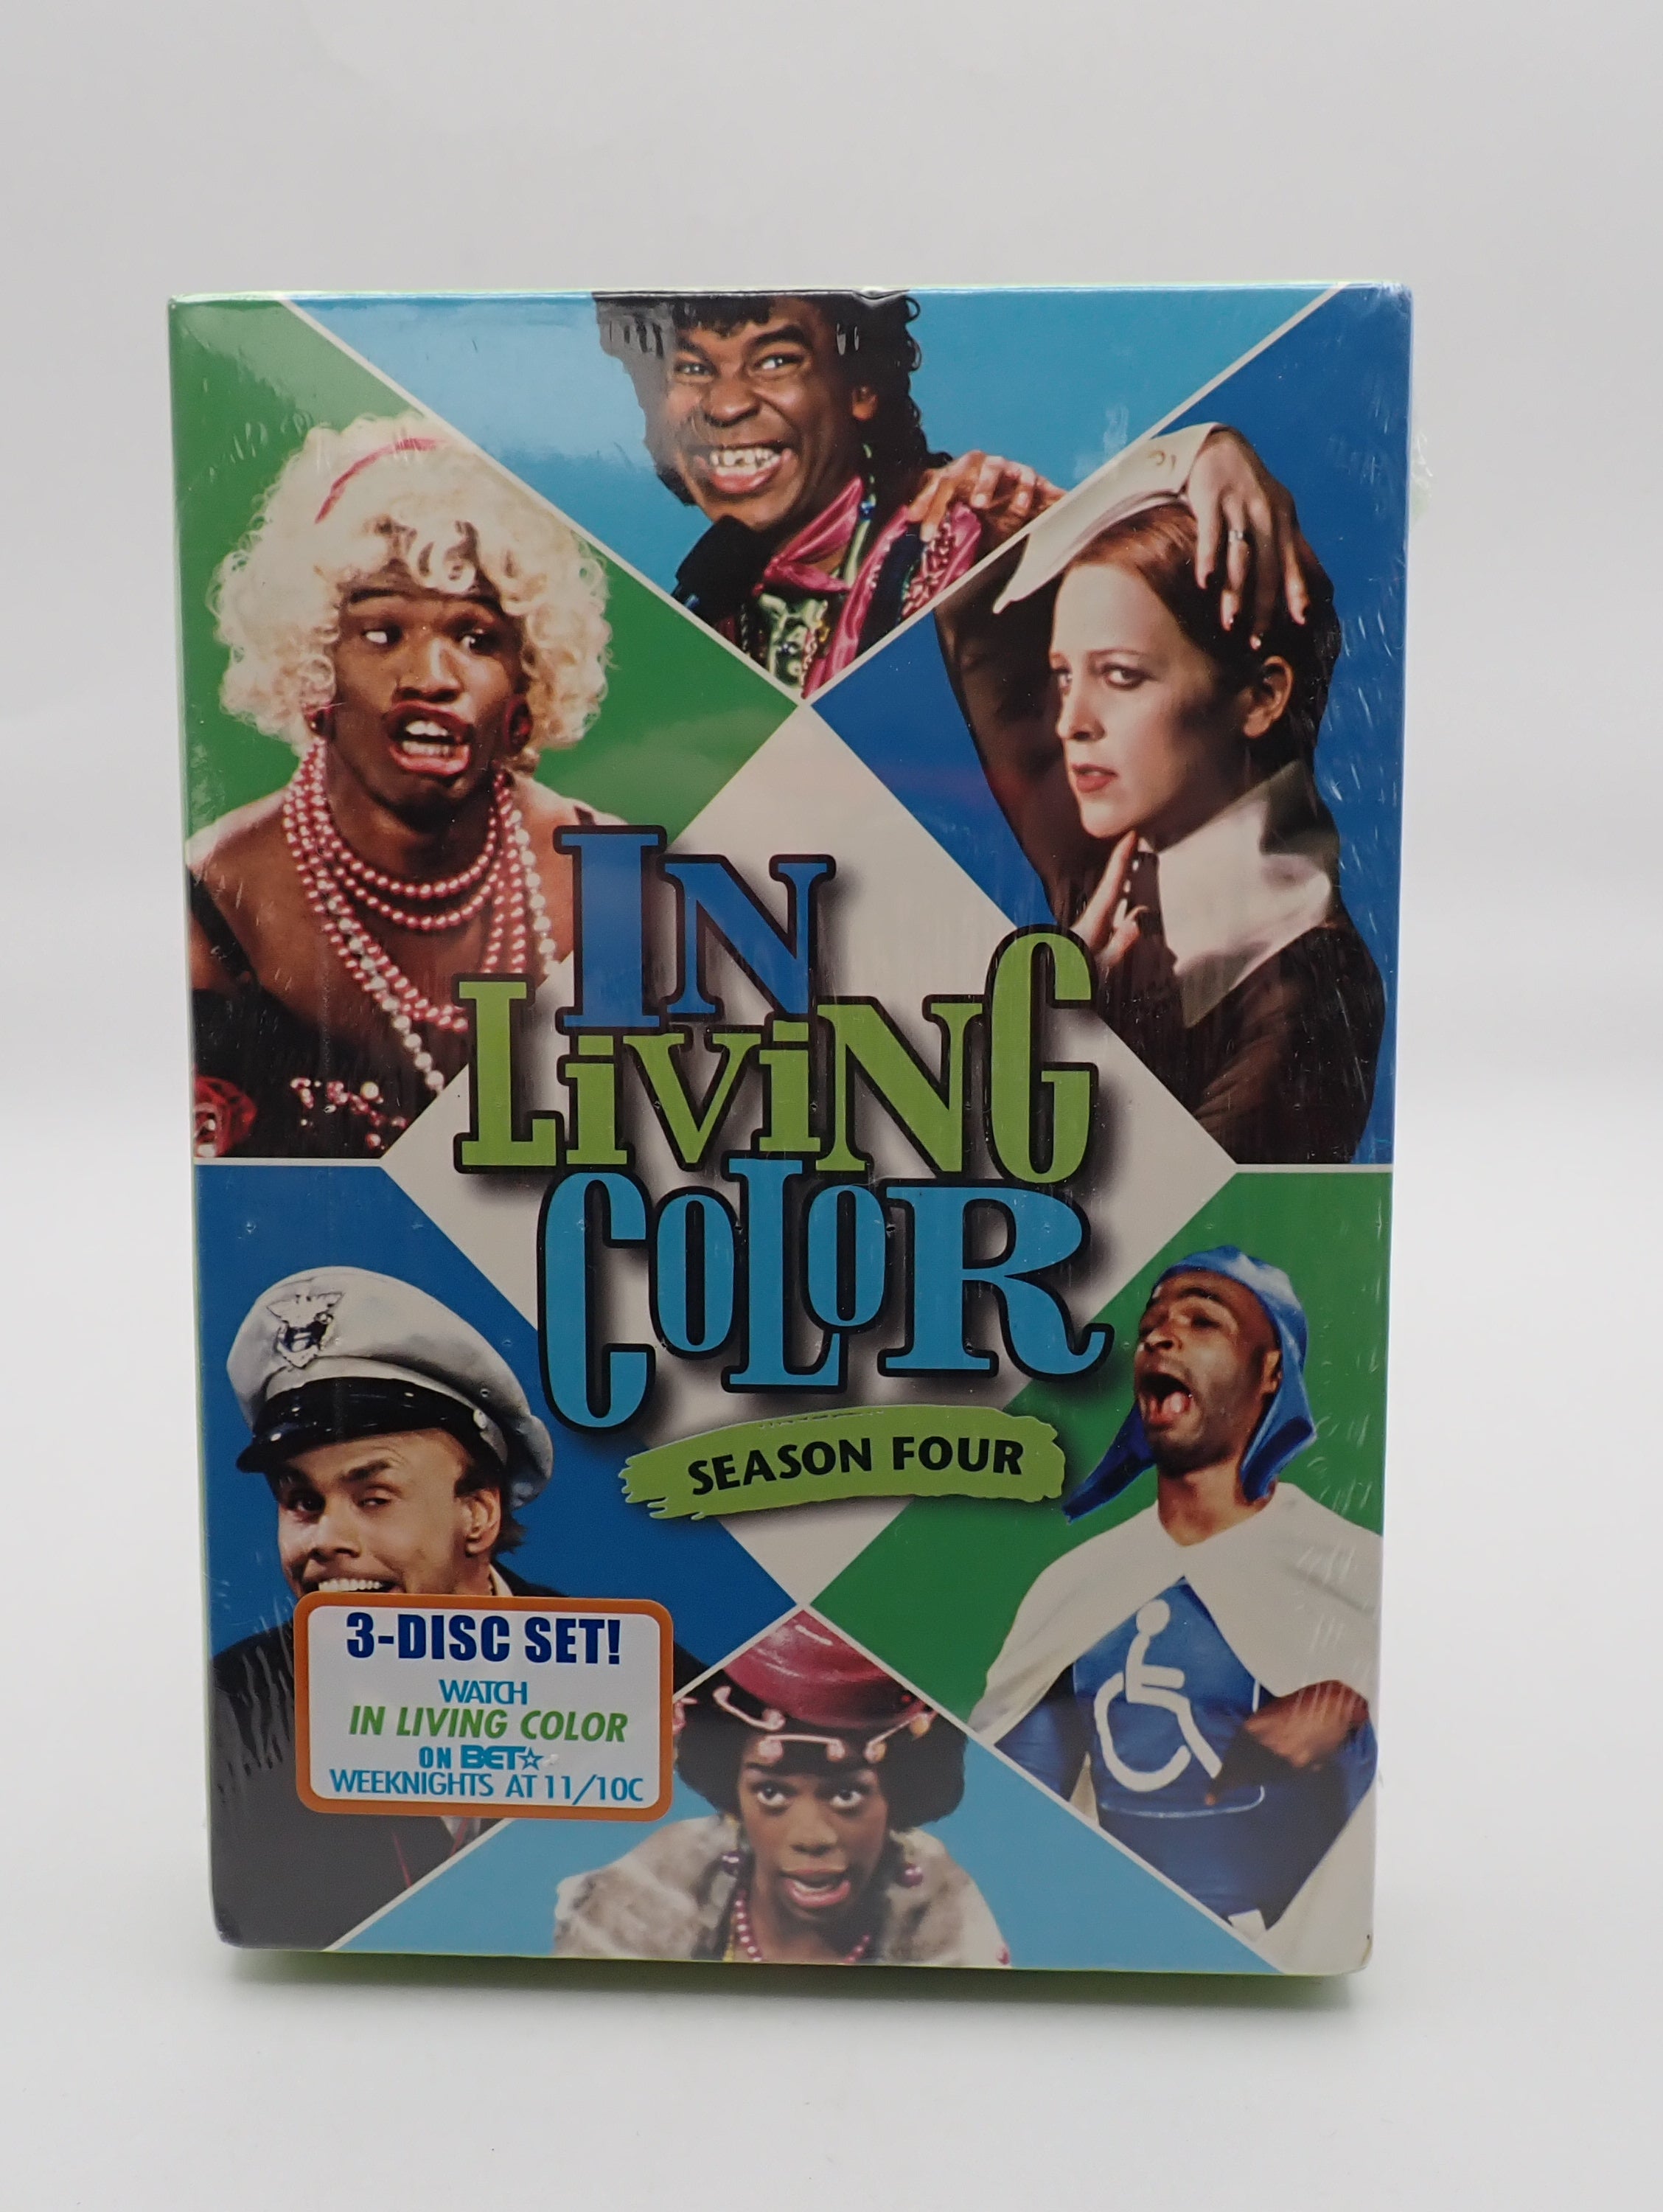 IN
LiViNG
COLOR
SEASON FOUR
3-DISC SET!
WATCH
IN LIVING COLOR
ON BET☆
WEEKNIGHTS AT 11/10C